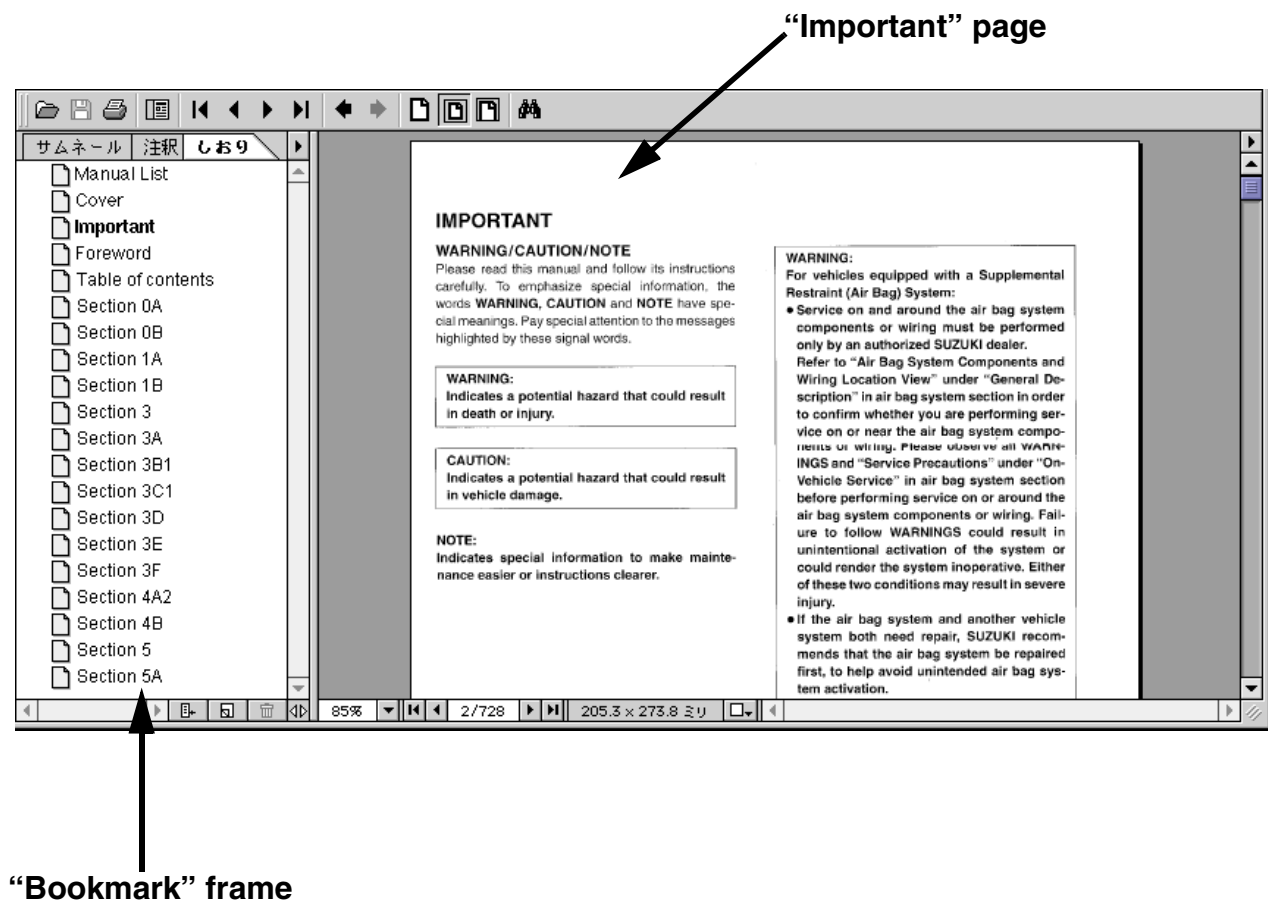 “Important” page
サムネール 注釈 しおり
Manual List
Cover
Important
Foreword
Table of contents
Section 0A
Section 0B
Section 1A
Section 1B
Section 3
Section 3A
Section 3B1
Section 3C1
Section 3D
Section 3E
Section 3F
Section 4A2
Section 4B
Section 5
Section 5A
IMPORTANT
WARNING/CAUTION/NOTE
Please read this manual and follow its instructions
carefully. To emphasize special information, the
words WARNING, CAUTION and NOTE have spe-
cial meanings. Pay special attention to the messages
highlighted by these signal words.
WARNING:
Indicates a potential hazard that could result
in death or injury.
CAUTION:
Indicates a potential hazard that could result
in vehicle damage.
NOTE:
Indicates special information to make mainte-
nance easier or instructions clearer.
WARNING:
For vehicles equipped with a Supplemental
Restraint (Air Bag) System:
● Service on and around the air bag system
components or wiring must be performed
only by an authorized SUZUKI dealer.
Refer to “Air Bag System Components and
Wiring Location View” under “General De-
scription” in air bag system section in order
to confirm whether you are performing ser-
vice on or near the air bag system compo-
nents or wiring. Please observe all WARN-
INGS and “Service Precautions” under “On-
Vehicle Service” in air bag system section
before performing service on or around the
air bag system components or wiring. Fail-
ure to follow WARNINGS could result in
unintentional activation of the system or
could render the system inoperative. Either
of these two conditions may result in severe
injury.
● If the air bag system and another vehicle
system both need repair, SUZUKI recom-
mends that the air bag system be repaired
first, to help avoid unintended air bag sys-
tem activation.
85% 2/728 205.3 × 273.8 ミリ
“Bookmark” frame